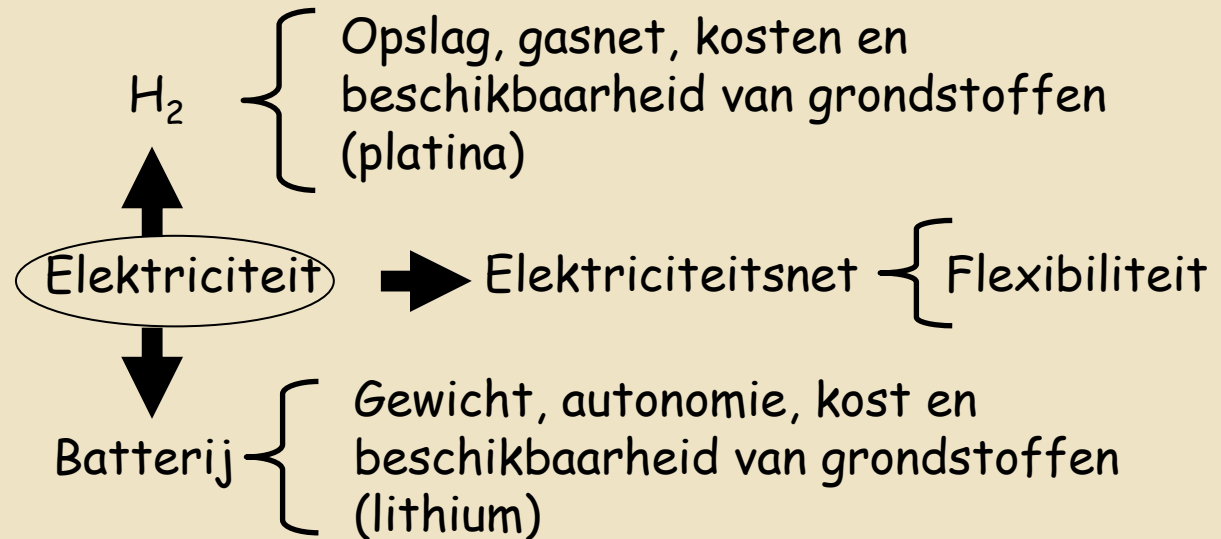 H₂
Opslag, gasnet, kosten en
beschikbaarheid van grondstoffen
(platina)
Elektriciteit
Elektriciteitsnet
Flexibiliteit
Batterij
Gewicht, autonomie, kost en
beschikbaarheid van grondstoffen
(lithium)